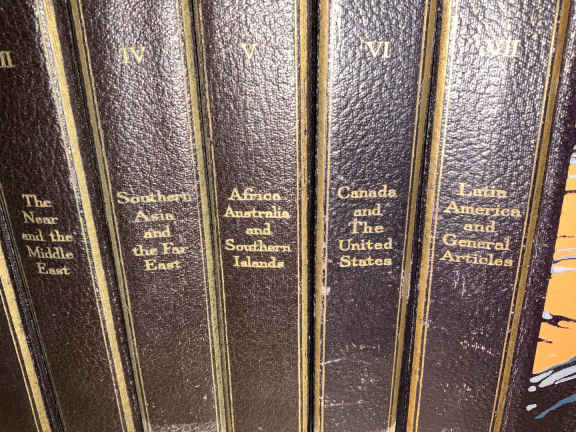 III
The
Near
and the
Middle
East
IV
Southern
Asia
and
the Far
East
V
Africa
Australia
and
Southern
Islands
VI
Canada
and
The
United
States
VII
Latin
America
and
General
Articles